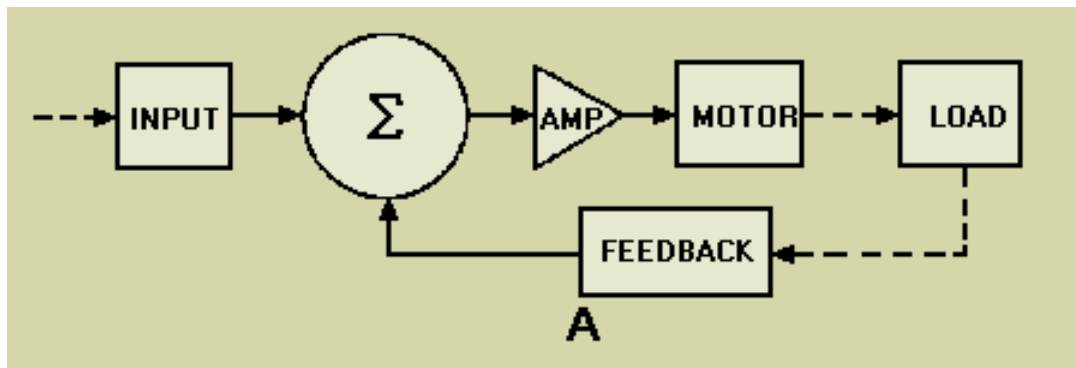 INPUT
Σ
AMP
MOTOR
LOAD
FEEDBACK
A